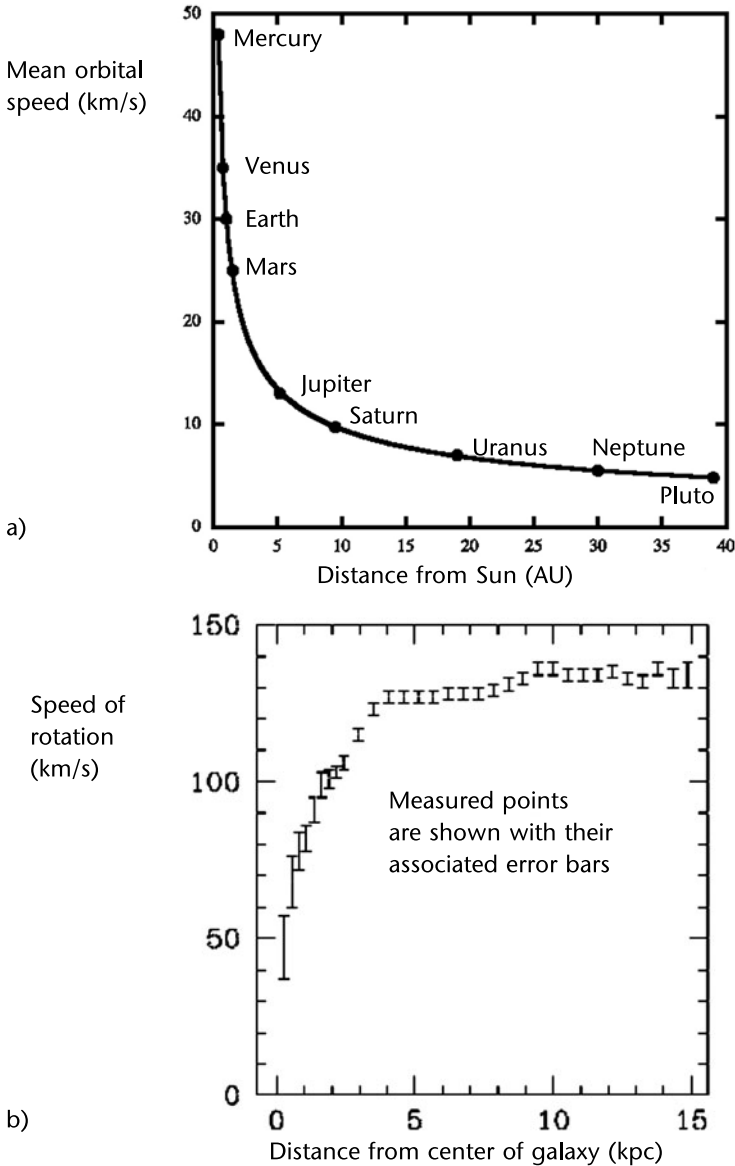 50
Mercury
Mean orbital
speed (km/s)
40
Venus
30
Earth
Mars
20
Jupiter
Saturn
10
Uranus
Neptune
Pluto
0
a)
0 5 10 15 20 25 30 35 40
Distance from Sun (AU)
150
Speed of
rotation
(km/s)
100
Measured points
are shown with their
associated error bars
50
0
b)
0 5 10 15
Distance from center of galaxy (kpc)